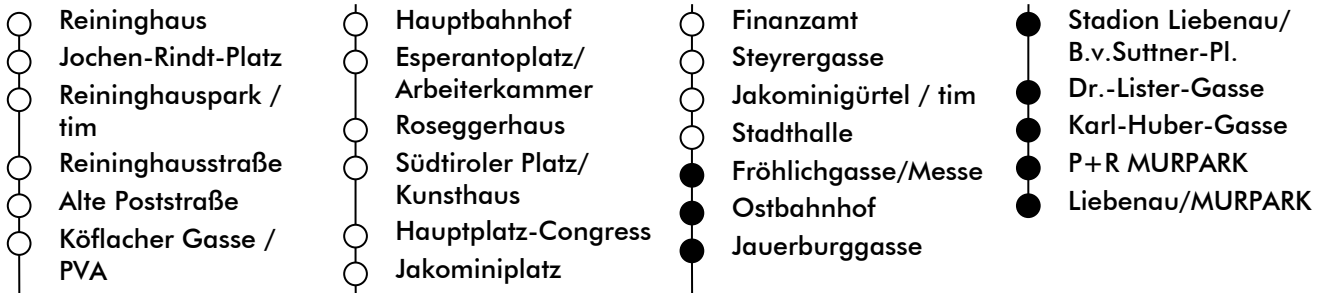 Reininghaus
Jochen-Rindt-Platz
Reininghauspark /
tim
Reininghausstraße
Alte Poststraße
Köflacher Gasse /
PVA
Hauptbahnhof
Esperantoplatz/
Arbeiterkammer
Roseggerhaus
Südtiroler Platz/
Kunsthaus
Hauptplatz-Congress
Jakominiplatz
Finanzamt
Steyrergasse
Jakominigürtel / tim
Stadthalle
Fröhlichgasse/Messe
Ostbahnhof
Jauerburggasse
Stadion Liebenau/
B.v.Suttner-Pl.
Dr.-Lister-Gasse
Karl-Huber-Gasse
P+R MURPARK
Liebenau/MURPARK